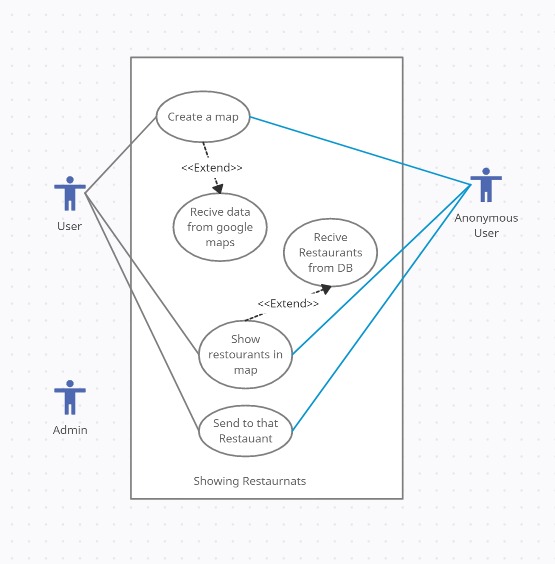 Create a map
<<Extend>>
Recive data
from google
maps
User
Anonymous
User
Recive
Restaurants
from DB
<<Extend>>
Show
restourants in
map
Admin
Send to that
Restauant
Showing Restaurnats